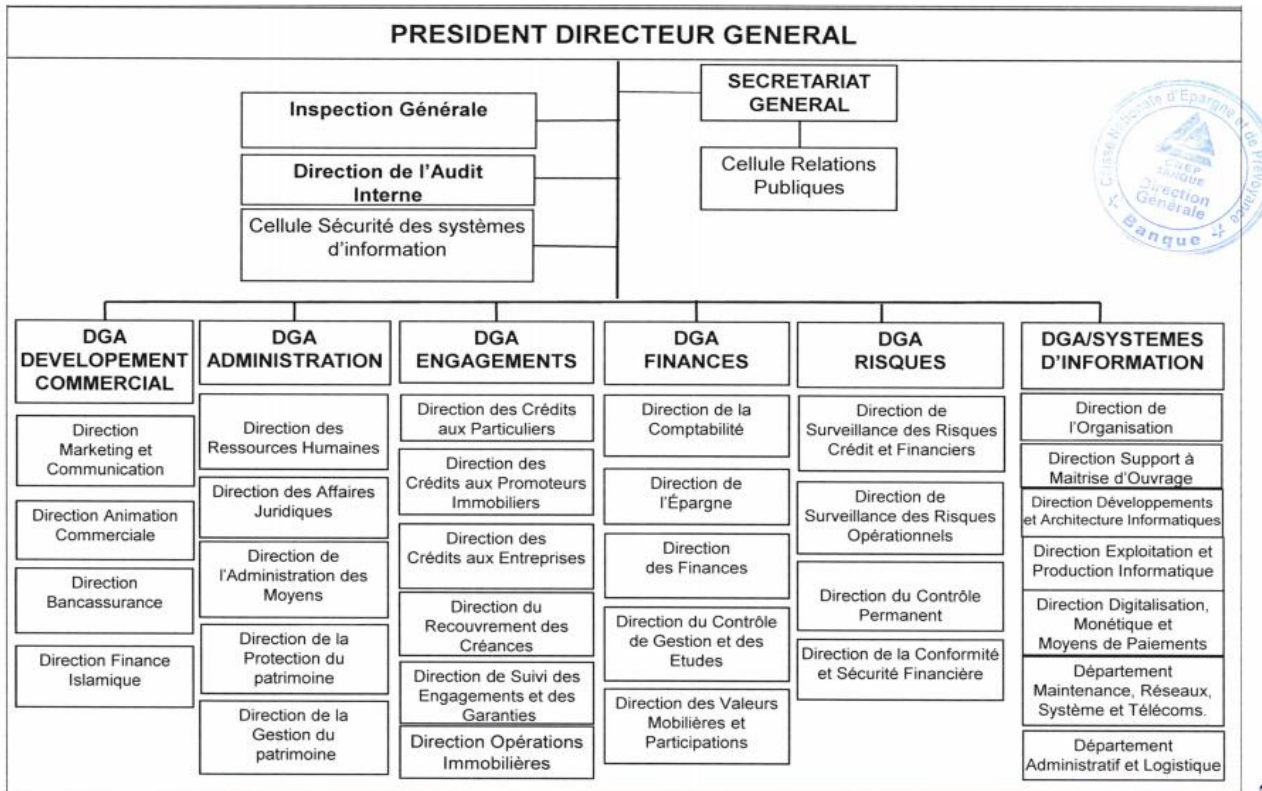 PRESIDENT DIRECTEUR GENERAL
Inspection Générale
SECRETARIAT
GENERAL
Direction de l'Audit
Interne
Cellule Relations
Publiques
Cellule Sécurité des systèmes
d'information
Caisse Nationale d'Epargne et de Prévoyance
CNEP
BANQUE
Direction
Générale
Banque
DGA
DEVELOPEMENT
COMMERCIAL
Direction
Marketing et
Communication
Direction Animation
Commerciale
Direction
Bancassurance
Direction Finance
Islamique
DGA
ADMINISTRATION
Direction des
Ressources Humaines
Direction des Affaires
Juridiques
Direction de
l'Administration des
Moyens
Direction de la
Protection du
patrimoine
Direction de la
Gestion du
patrimoine
DGA
ENGAGEMENTS
Direction des Crédits
aux Particuliers
Direction des
Crédits aux Promoteurs
Immobiliers
Direction des
Crédits aux Entreprises
Direction du
Recouvrement des
Créances
Direction de Suivi des
Engagements et des
Garanties
Direction Opérations
Immobilières
DGA
FINANCES
Direction de la
Comptabilité
Direction de
l'Épargne
Direction
des Finances
Direction du Contrôle
de Gestion et des
Etudes
Direction des Valeurs
Mobilières et
Participations
DGA
RISQUES
Direction de
Surveillance des Risques
Crédit et Financiers
Direction de
Surveillance des Risques
Opérationnels
Direction du Contrôle
Permanent
Direction de la Conformité
et Sécurité Financière
DGA/SYSTEMES
D'INFORMATION
Direction de
l'Organisation
Direction Support à
Maitrise d'Ouvrage
Direction Développements
et Architecture Informatiques
Direction Exploitation et
Production Informatique
Direction Digitalisation,
Monétique et
Moyens de Paiements
Département
Maintenance, Réseaux,
Système et Télécoms.
Département
Administratif et Logistique